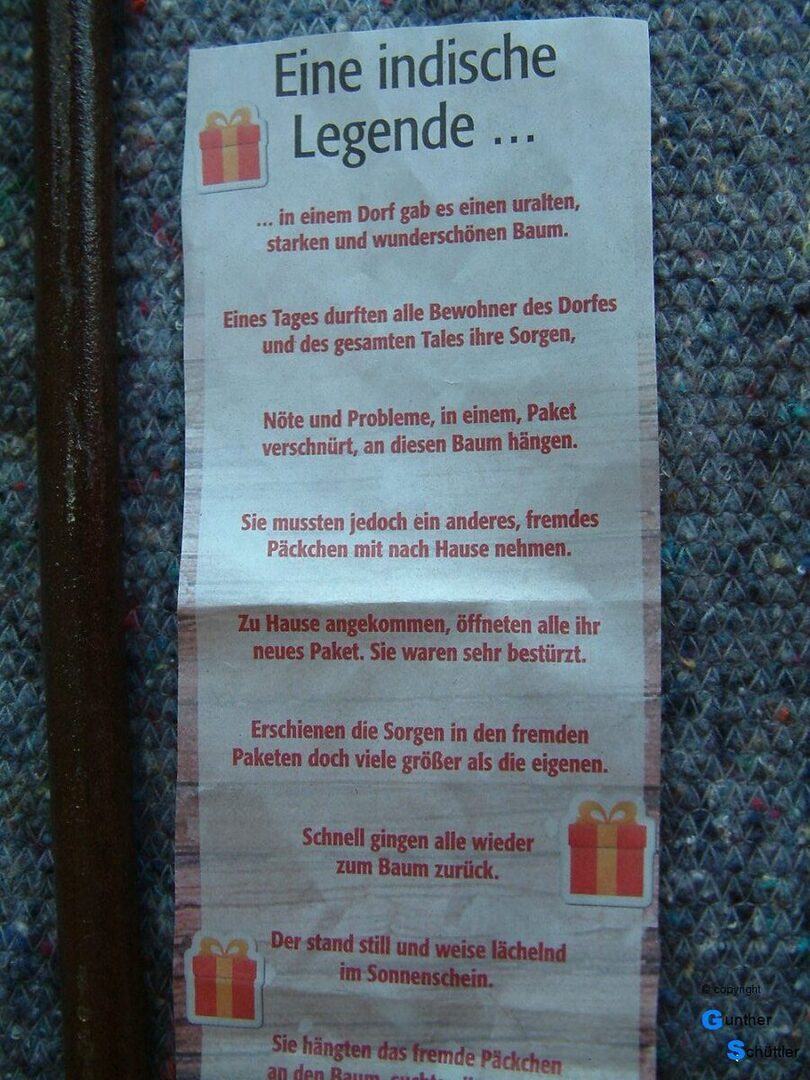 Eine indische
Legende ...
... in einem Dorf gab es einen uralten,
starken und wunderschönen Baum.
Eines Tages durften alle Bewohner des Dorfes
und des gesamten Tales ihre Sorgen,
Nöte und Probleme, in einem, Paket
verschnürt, an diesen Baum hängen.
Sie mussten jedoch ein anderes, fremdes
Päckchen mit nach Hause nehmen.
Zu Hause angekommen, öffneten alle ihr
neues Paket. Sie waren sehr bestürzt.
Erschienen die Sorgen in den fremden
Paketen doch viele größer als die eigenen.
Schnell gingen alle wieder
zum Baum zurück.
Der stand still und weise lächelnd
im Sonnenschein.
Sie hängten das fremde Päckchen
an den Baum,
© copyright
Gunther
Schüttler